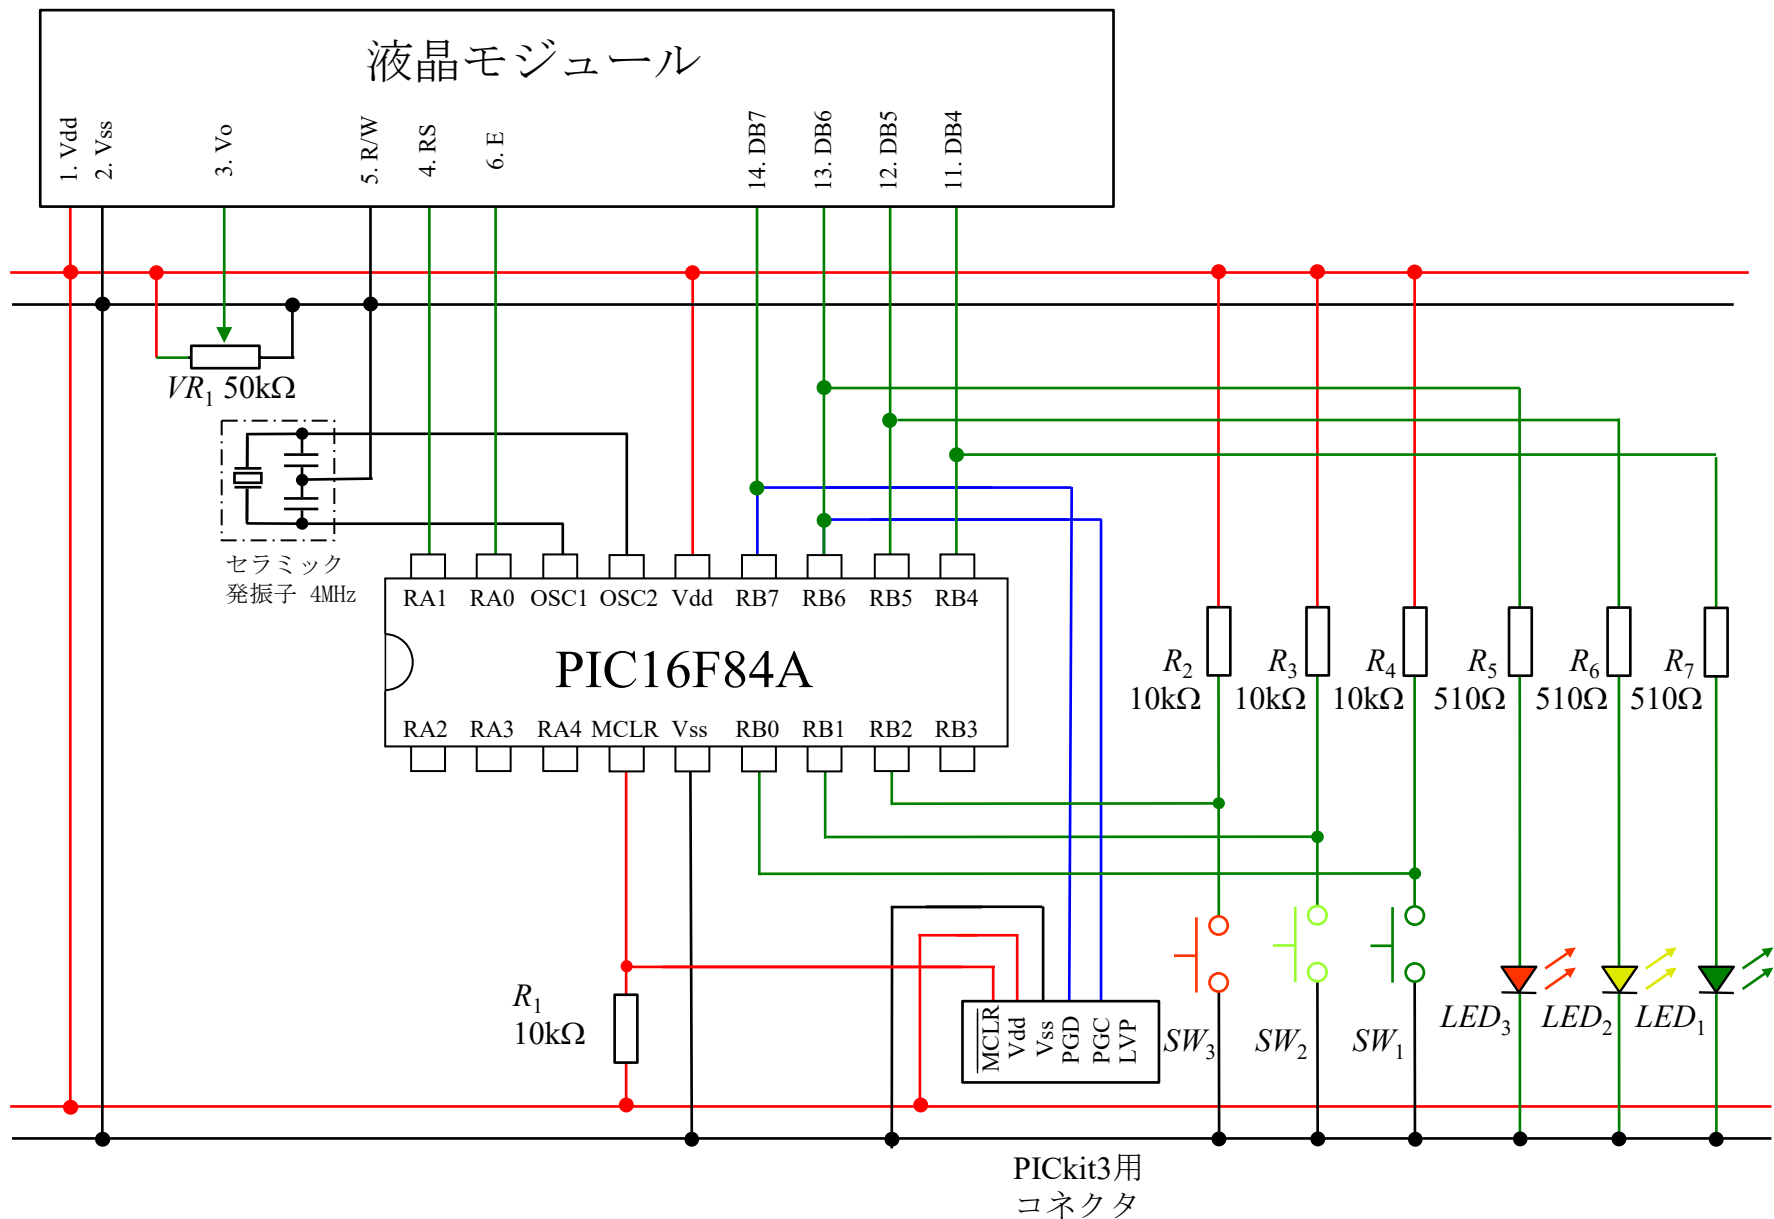 液晶モジュール
1. Vdd
2. Vss
3. Vo
5. R/W
4. RS
6. E
14. DB7
13. DB6
12. DB5
11. DB4
VR1 50kΩ
セラミック
発振子 4MHz
RA1 RA0 OSC1 OSC2 Vdd RB7 RB6 RB5 RB4
PIC16F84A
RA2 RA3 RA4 MCLR Vss RB0 RB1 RB2 RB3
R2
10kΩ
R3
10kΩ
R4
10kΩ
R5
510Ω
R6
510Ω
R7
510Ω
R1
10kΩ
MCLR
Vdd
Vss
PGD
PGC
LVP
SW3
SW2
SW1
LED3
LED2
LED1
PICkit3用
コネクタ